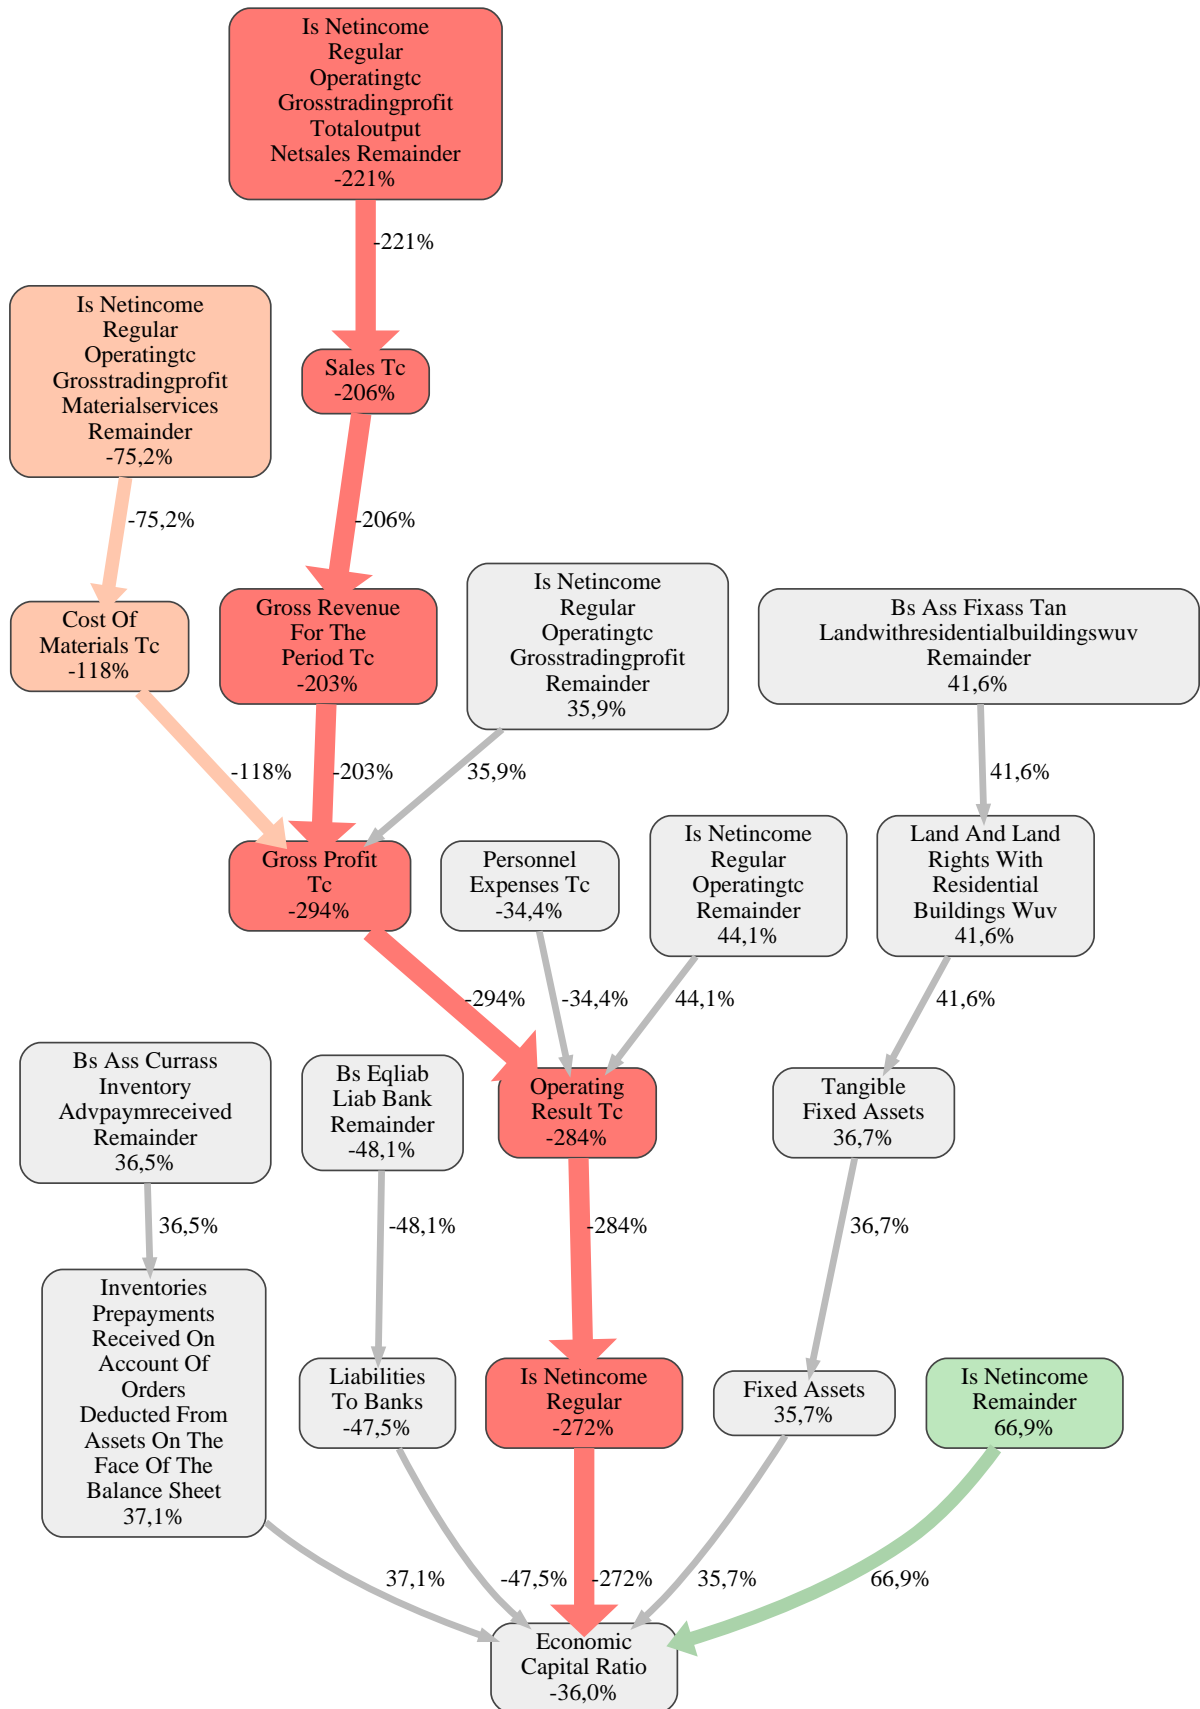 Is Netincome
Regular
Operatingtc
Grosstradingprofit
Totaloutput
Netsales Remainder
-221%
-221%
Is Netincome
Regular
Operatingtc
Grosstradingprofit
Materialservices
Remainder
-75,2%
Sales Tc
-206%
-75,2%
-206%
Cost Of
Materials Tc
-118%
Gross Revenue
For The
Period Tc
-203%
Is Netincome
Regular
Operatingtc
Grosstradingprofit
Remainder
35,9%
Bs Ass Fixass Tan
Landwithresidentialbuildingswuv
Remainder
41,6%
-118%
-203%
35,9%
41,6%
Gross Profit
Tc
-294%
Personnel
Expenses Tc
-34,4%
Is Netincome
Regular
Operatingtc
Remainder
44,1%
Land And Land
Rights With
Residential
Buildings Wuv
41,6%
-294%
-34,4%
44,1%
41,6%
Bs Ass Currass
Inventory
Advpaymreceived
Remainder
36,5%
Bs Eqliab
Liab Bank
Remainder
-48,1%
Operating
Result Tc
-284%
Tangible
Fixed Assets
36,7%
36,5%
-48,1%
-284%
36,7%
Inventories
Prepayments
Received On
Account Of
Orders
Deducted From
Assets On The
Face Of The
Balance Sheet
37,1%
Liabilities
To Banks
-47,5%
Is Netincome
Regular
-272%
Fixed Assets
35,7%
Is Netincome
Remainder
66,9%
37,1%
-47,5%
-272%
35,7%
66,9%
Economic
Capital Ratio
-36,0%